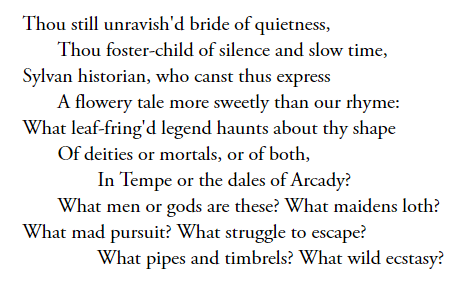 Thou still unravish'd bride of quietness,
Thou foster-child of silence and slow time,
Sylvan historian, who canst thus express
A flowery tale more sweetly than our rhyme:
What leaf-fring'd legend haunts about thy shape
Of deities or mortals, or of both,
In Tempe or the dales of Arcady?
What men or gods are these? What maidens loth?
What mad pursuit? What struggle to escape?
What pipes and timbrels? What wild ecstasy?